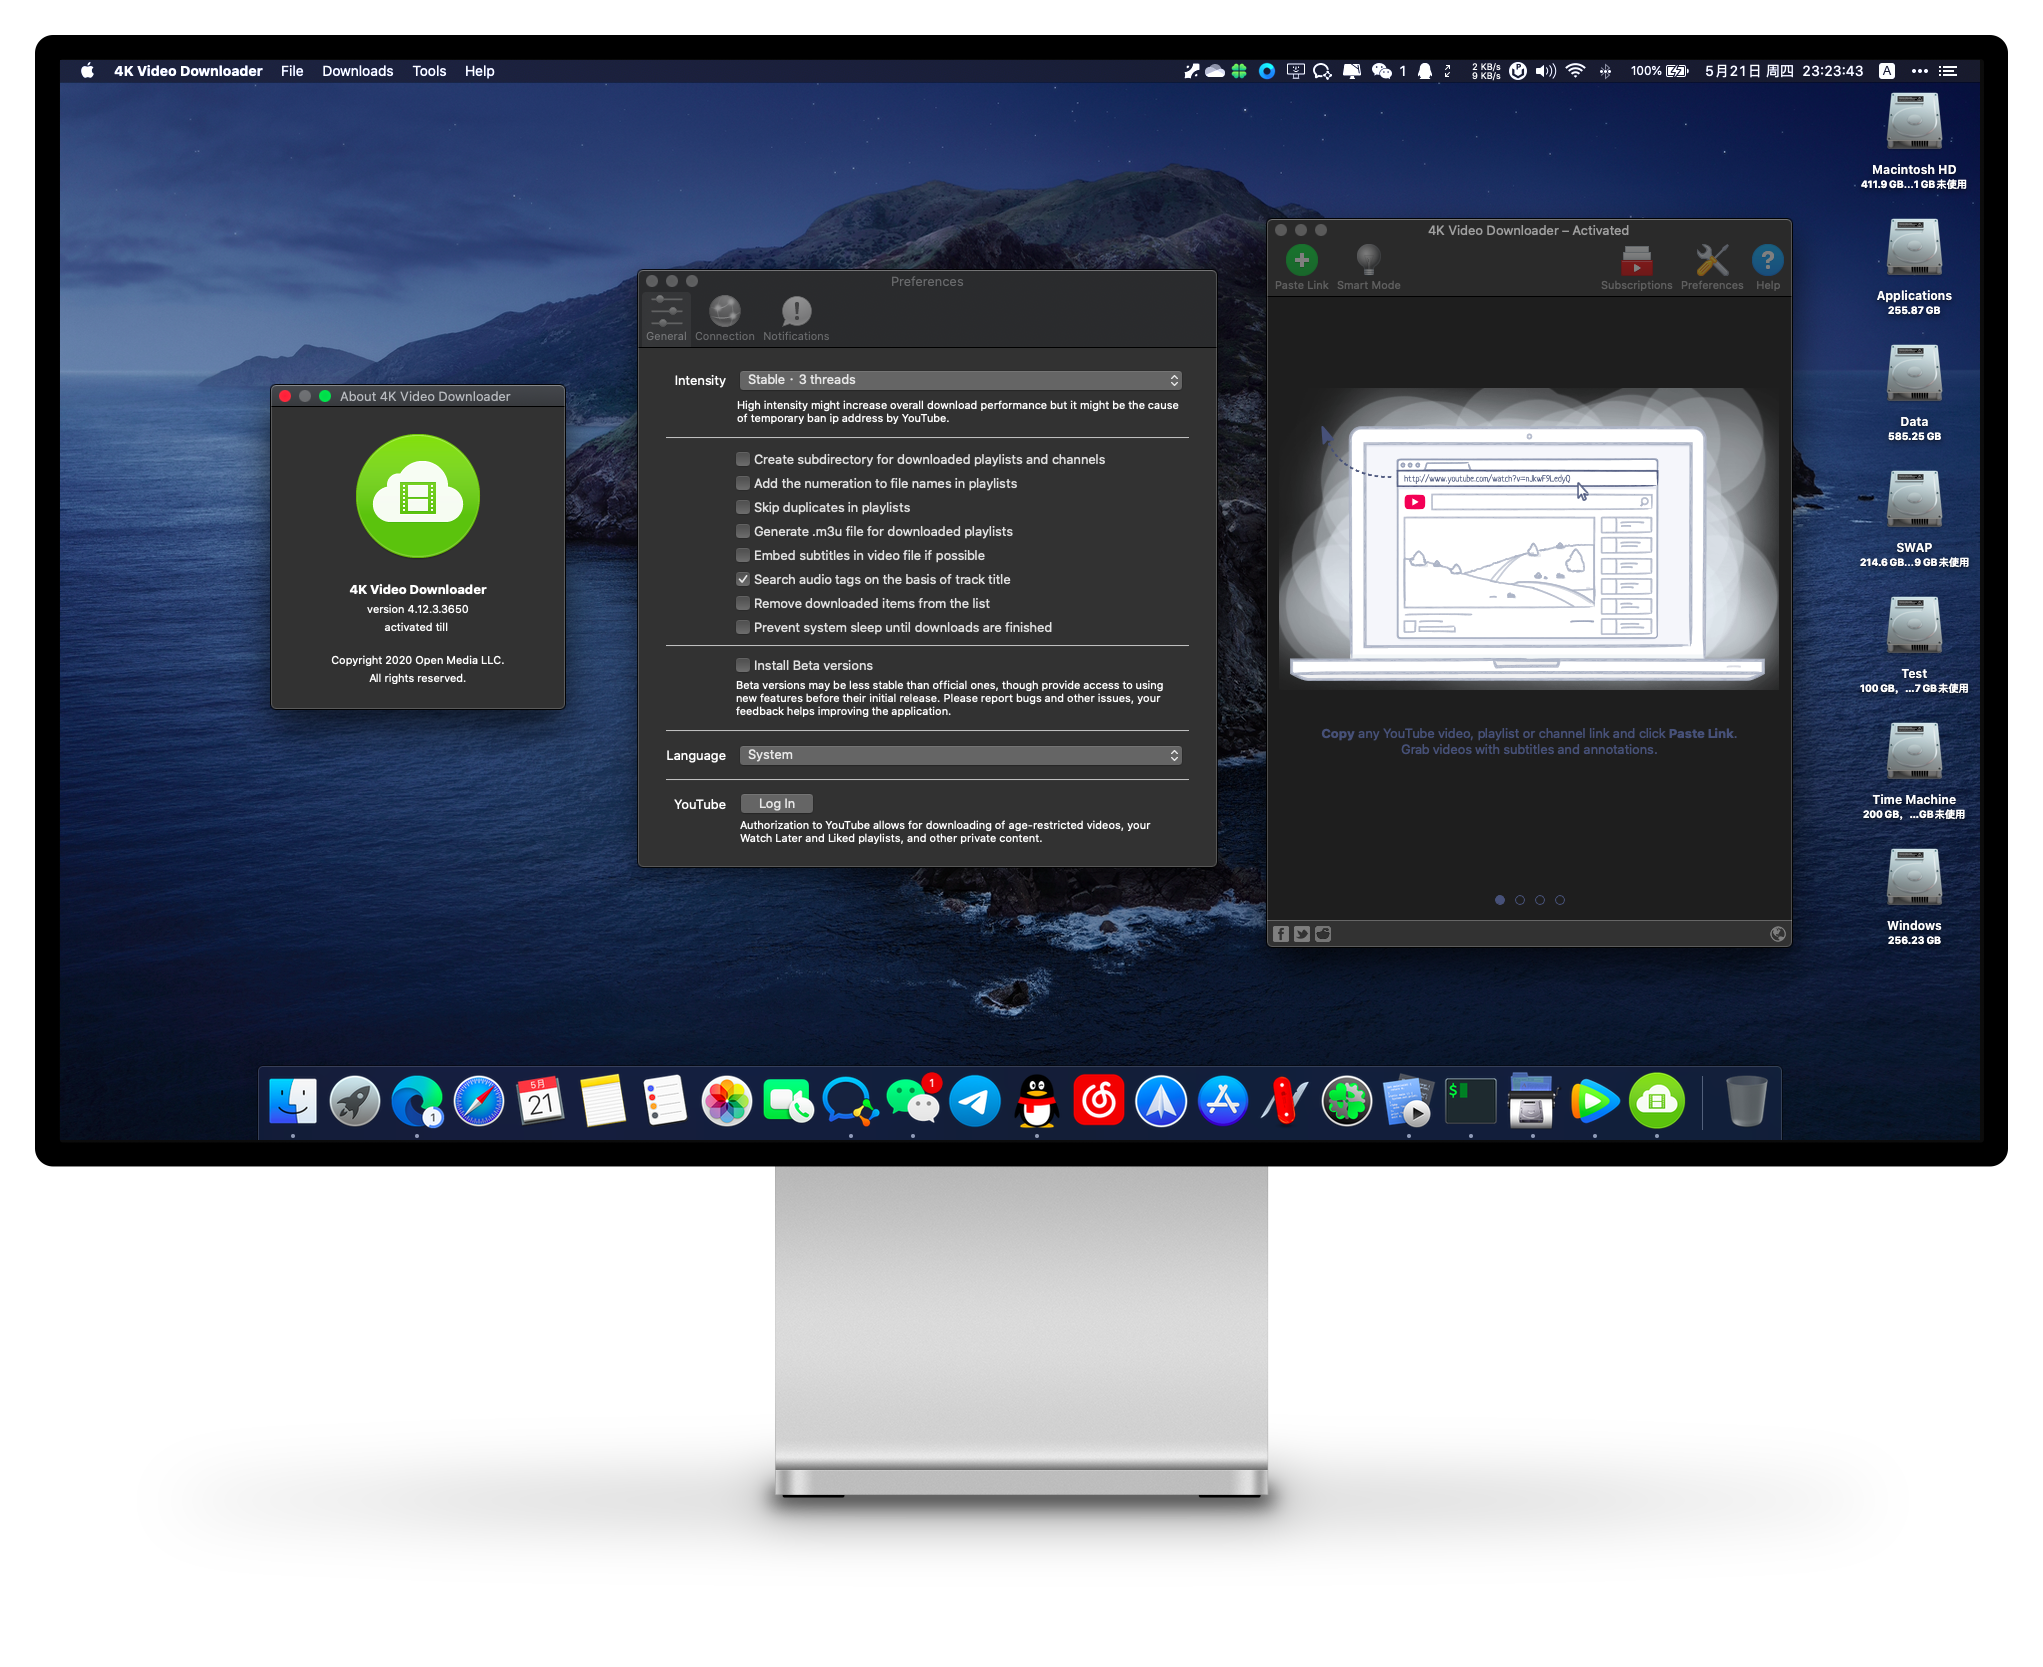 4K Video Downloader File Downloads Tools Help
1 2 KB/s 9 KB/s 100% 5月21日 周四 23:23:43 A
Macintosh HD
411.9 GB...1 GB 未使用
Applications
255.87 GB
Data
585.25 GB
SWAP
214.6 GB...9 GB 未使用
Test
100 GB, ...7 GB 未使用
Time Machine
200 GB, ...GB 未使用
Windows
256.23 GB
About 4K Video Downloader
4K Video Downloader
version 4.12.3.3650
activated till
Copyright 2020 Open Media LLC.
All rights reserved.
Preferences
General Connection Notifications
Intensity Stable · 3 threads
High intensity might increase overall download performance but it might be the cause
of temporary ban ip address by YouTube.
Create subdirectory for downloaded playlists and channels
Add the numeration to file names in playlists
Skip duplicates in playlists
Generate .m3u file for downloaded playlists
Embed subtitles in video file if possible
Search audio tags on the basis of track title
Remove downloaded items from the list
Prevent system sleep until downloads are finished
Install Beta versions
Beta versions may be less stable than official ones, though provide access to using
new features before their initial release. Please report bugs and other issues, your
feedback helps improving the application.
Language System
YouTube Log In
Authorization to YouTube allows for downloading of age-restricted videos, your
Watch Later and Liked playlists, and other private content.
4K Video Downloader – Activated
Paste Link Smart Mode Subscriptions Preferences Help
http://www.youtube.com/watch?v=nJkwF9LedyQ
Copy any YouTube video, playlist or channel link and click Paste Link.
Grab videos with subtitles and annotations.
1
5月
21
1
$